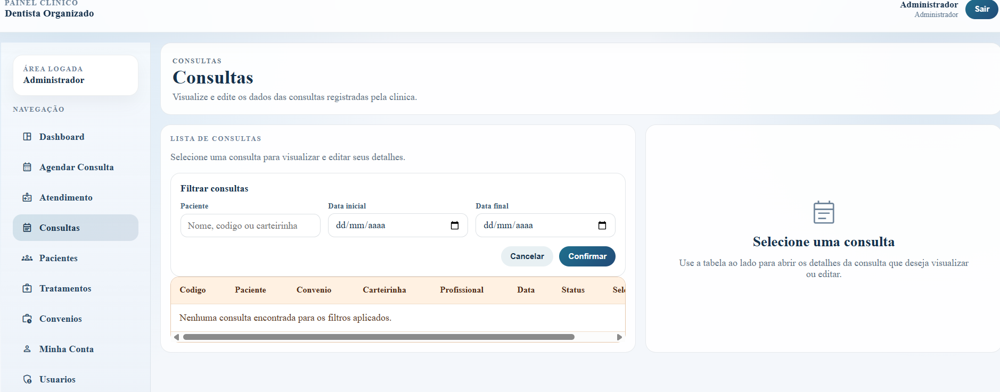 PAINEL CLINICO
Dentista Organizado
Administrador
Administrador
Sair
ÁREA LOGADA
Administrador
NAVEGAÇÃO
Dashboard
Agendar Consulta
Atendimento
Consultas
Pacientes
Tratamentos
Convenios
Minha Conta
Usuarios
CONSULTAS
Consultas
Visualize e edite os dados das consultas registradas pela clinica.
LISTA DE CONSULTAS
Selecione uma consulta para visualizar e editar seus detalhes.
Filtrar consultas
Paciente Data inicial Data final
Nome, codigo ou carteirinha dd/mm/aaaa dd/mm/aaaa
Cancelar Confirmar
Codigo Paciente Convenio Carteirinha Profissional Data Status
Nenhuma consulta encontrada para os filtros aplicados.
Selecione uma consulta
Use a tabela ao lado para abrir os detalhes da consulta que deseja visualizar
ou editar.